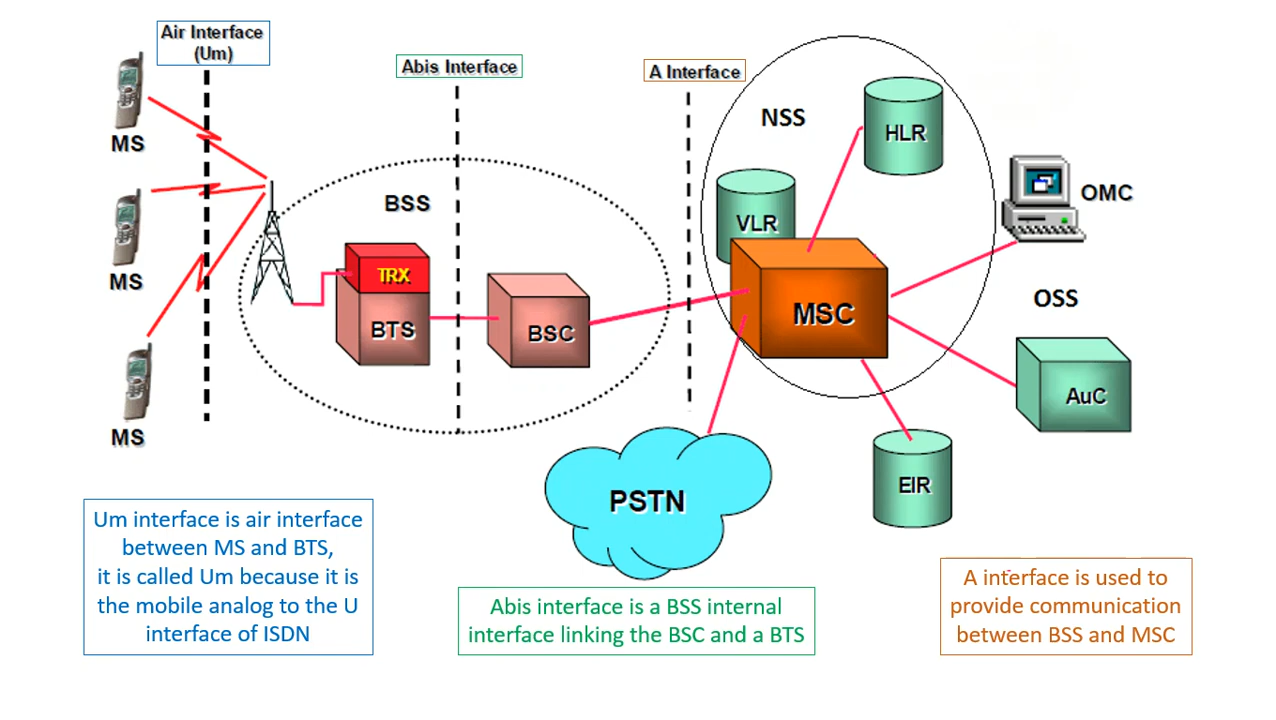 Air Interface
(Um)
Abis Interface
A Interface
MS
MS
MS
BSS
TRX
BTS
BSC
NSS
HLR
VLR
MSC
OMC
OSS
AuC
EIR
PSTN
Um interface is air interface
between MS and BTS,
it is called Um because it is
the mobile analog to the U
interface of ISDN
Abis interface is a BSS internal
interface linking the BSC and a BTS
A interface is used to
provide communication
between BSS and MSC